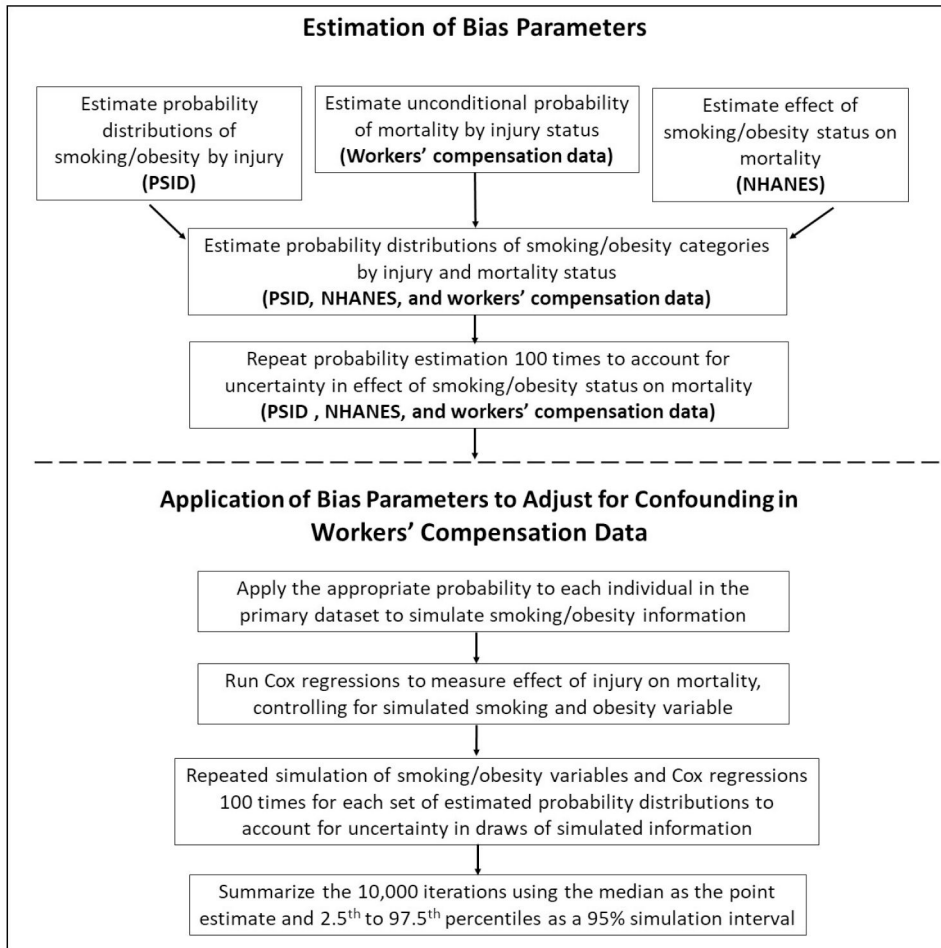 Estimation of Bias Parameters
Estimate probability
distributions of
smoking/obesity by injury
(PSID)
Estimate unconditional probability
of mortality by injury status
(Workers' compensation data)
Estimate effect of
smoking/obesity status on
mortality
(NHANES)
Estimate probability distributions of smoking/obesity categories
by injury and mortality status
(PSID, NHANES, and workers' compensation data)
Repeat probability estimation 100 times to account for
uncertainty in effect of smoking/obesity status on mortality
(PSID , NHANES, and workers' compensation data)
Application of Bias Parameters to Adjust for Confounding in
Workers' Compensation Data
Apply the appropriate probability to each individual in the
primary dataset to simulate smoking/obesity information
Run Cox regressions to measure effect of injury on mortality,
controlling for simulated smoking and obesity variable
Repeated simulation of smoking/obesity variables and Cox regressions
100 times for each set of estimated probability distributions to
account for uncertainty in draws of simulated information
Summarize the 10,000 iterations using the median as the point
estimate and 2.5th to 97.5th percentiles as a 95% simulation interval